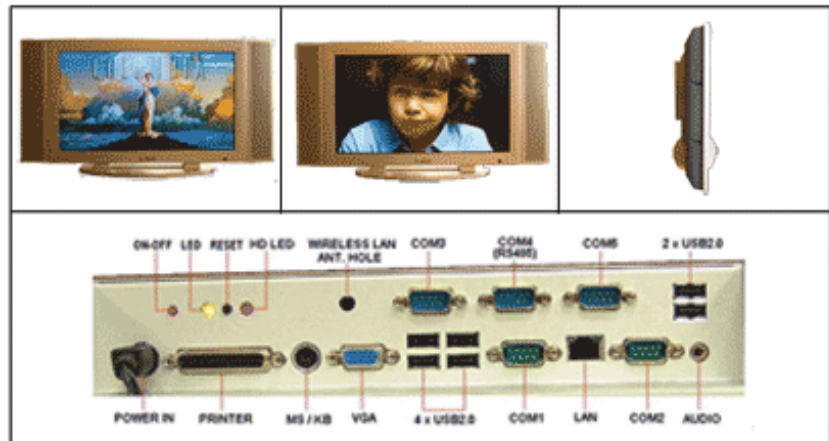 ON-OFF LED RESET HD LED WIRELESS LAN ANT. HOLE COM3 COM4 (RS485) COM5 2 x USB2.0
POWER IN PRINTER MS / KB VGA 4 x USB2.0 COM1 LAN COM2 AUDIO